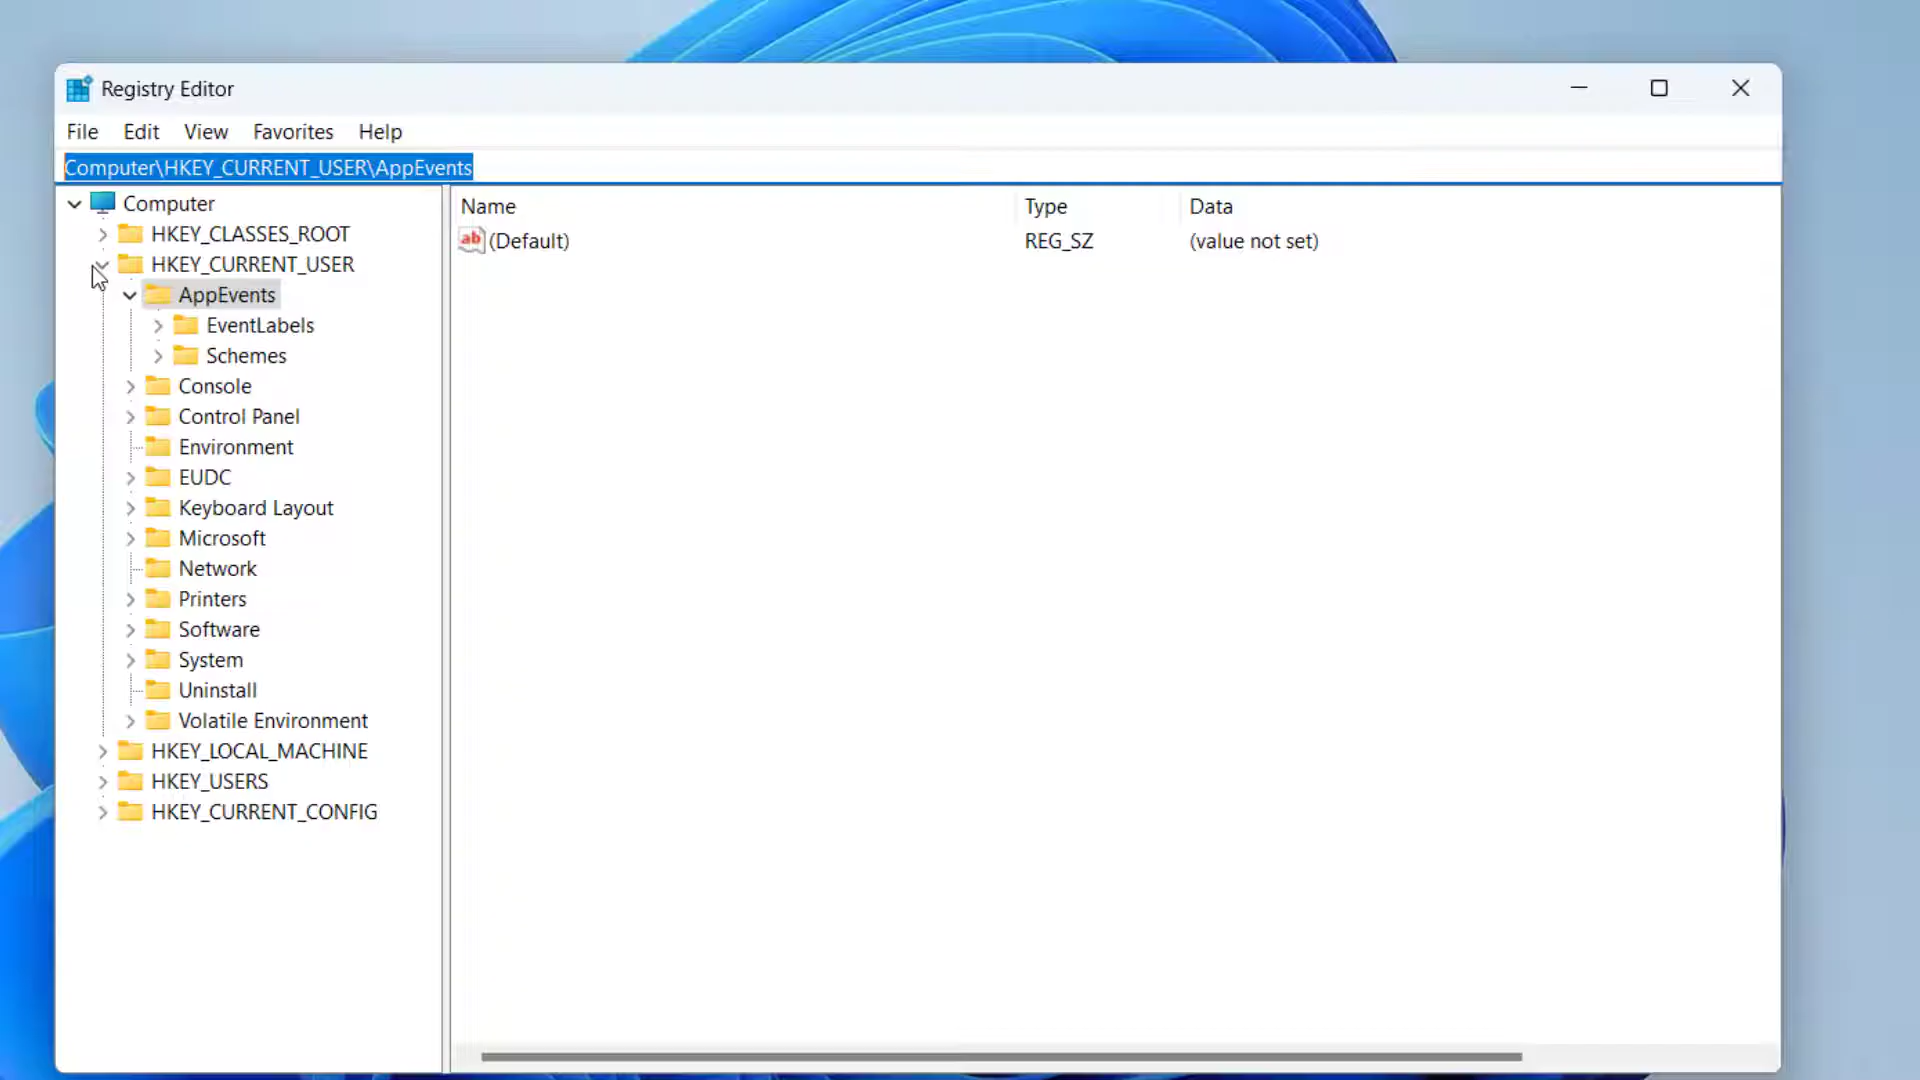 Registry Editor
File Edit View Favorites Help
Computer\HKEY_CURRENT_USER\AppEvents
Computer
HKEY_CLASSES_ROOT
HKEY_CURRENT_USER
AppEvents
EventLabels
Schemes
Console
Control Panel
Environment
EUDC
Keyboard Layout
Microsoft
Network
Printers
Software
System
Uninstall
Volatile Environment
HKEY_LOCAL_MACHINE
HKEY_USERS
HKEY_CURRENT_CONFIG
Name Type Data
ab (Default) REG_SZ (value not set)